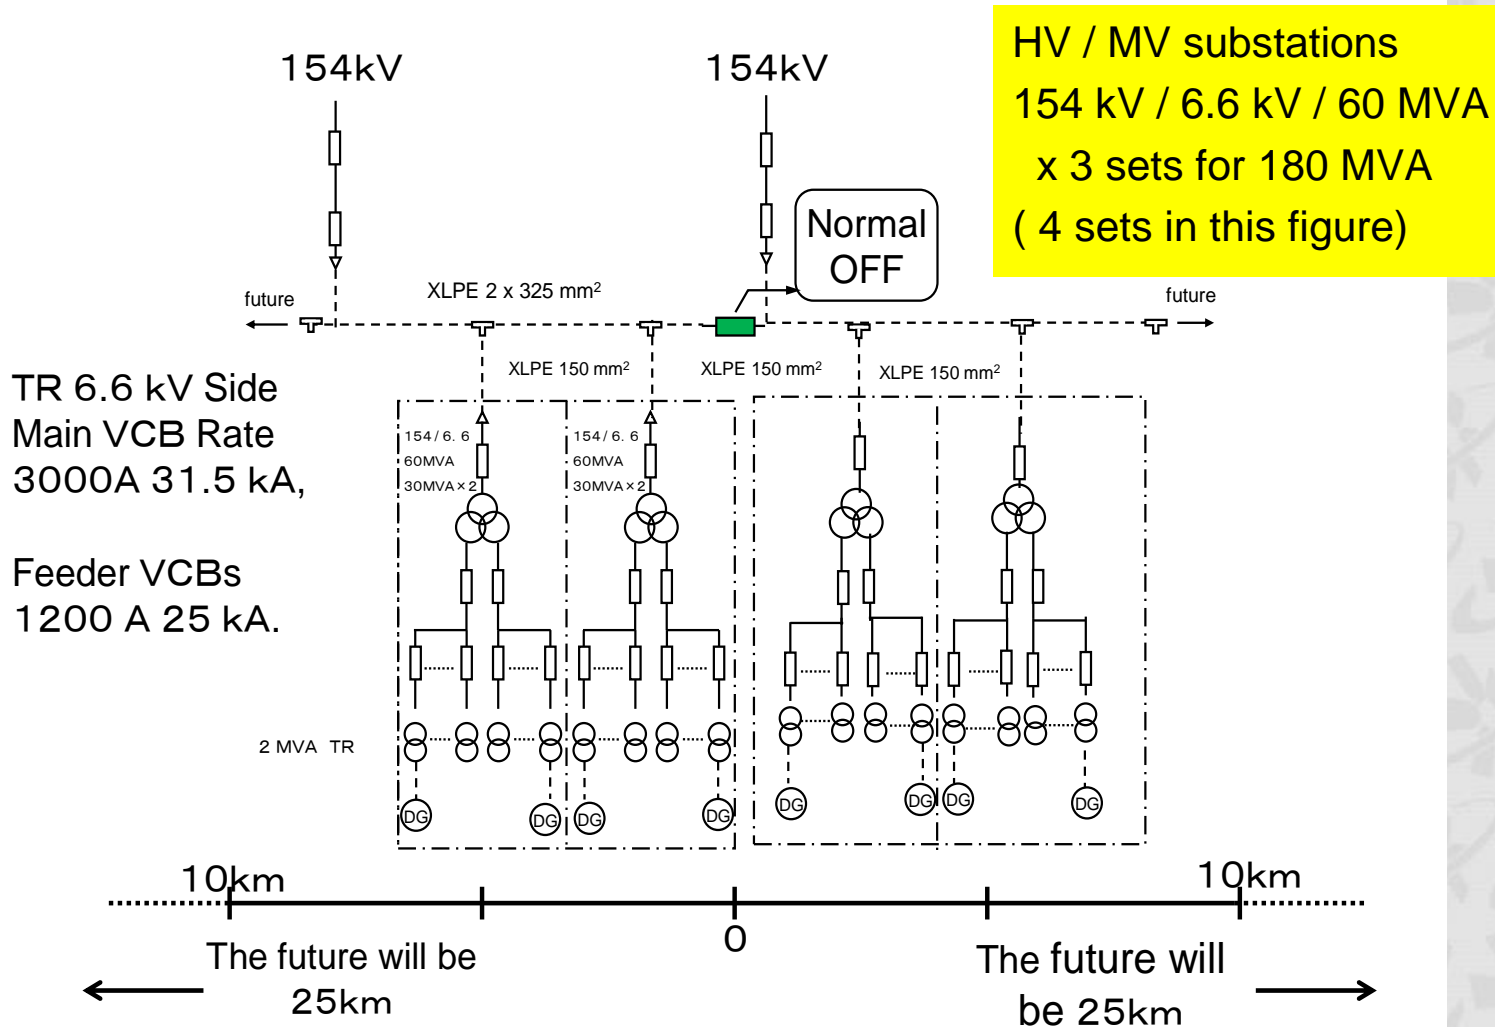 154kV
154kV
HV / MV substations
154 kV / 6.6 kV / 60 MVA
x 3 sets for 180 MVA
( 4 sets in this figure)
Normal
OFF
future
XLPE 2 x 325 mm²
future
XLPE 150 mm²
XLPE 150 mm²
XLPE 150 mm²
TR 6.6 kV Side
Main VCB Rate
3000A 31.5 kA,
Feeder VCBs
1200 A 25 kA.
154/6.6
60MVA
30MVA×2
154/6.6
60MVA
30MVA×2
2 MVA TR
DG
DG
DG
DG
DG
DG
DG
DG
10km
0
10km
The future will be
25km
The future will
be 25km